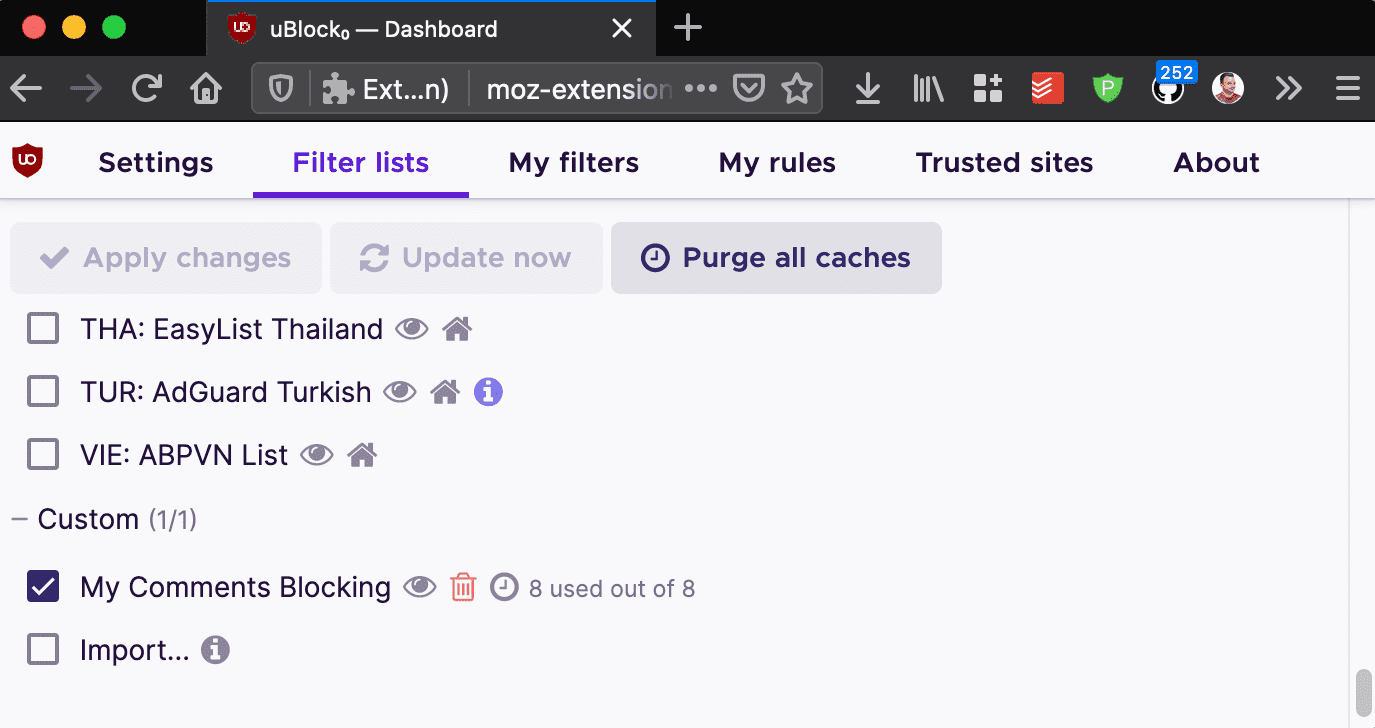 uBlock₀ — Dashboard
Ext...n) moz-extension 252
Settings Filter lists My filters My rules Trusted sites About
Apply changes Update now Purge all caches
THA: EasyList Thailand
TUR: AdGuard Turkish
VIE: ABPVN List
– Custom (1/1)
My Comments Blocking 8 used out of 8
Import...